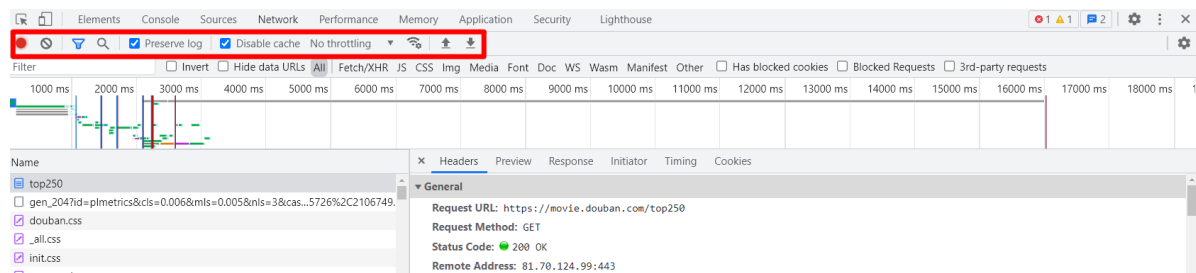 Elements Console Sources Network Performance Memory Application Security Lighthouse 1 1 2
Preserve log Disable cache No throttling
Filter Invert Hide data URLs All Fetch/XHR JS CSS Img Media Font Doc WS Wasm Manifest Other Has blocked cookies Blocked Requests 3rd-party requests
1000 ms 2000 ms 3000 ms 4000 ms 5000 ms 6000 ms 7000 ms 8000 ms 9000 ms 10000 ms 11000 ms 12000 ms 13000 ms 14000 ms 15000 ms 16000 ms 17000 ms 18000 ms 1
Name × Headers Preview Response Initiator Timing Cookies
top250
▾ General
gen_204?id=plmetrics&cls=0.006&mls=0.005&nls=3&cas...5726%2C2106749.
Request URL: https://movie.douban.com/top250
douban.css
Request Method: GET
_all.css
Status Code: 200 OK
init.css
Remote Address: 81.70.124.99:443